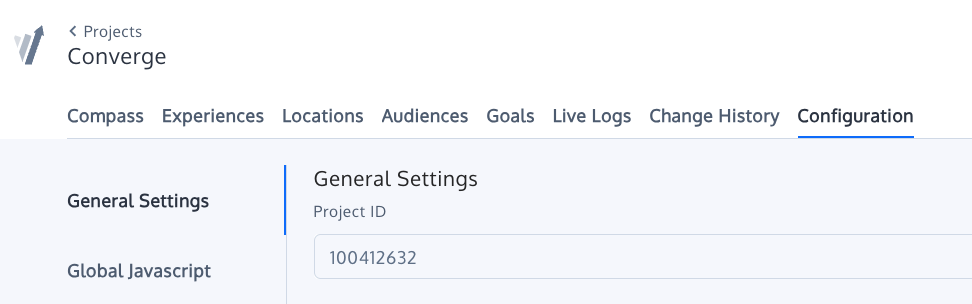 Projects
Converge
Compass Experiences Locations Audiences Goals Live Logs Change History Configuration
General Settings
Global Javascript
General Settings
Project ID
100412632